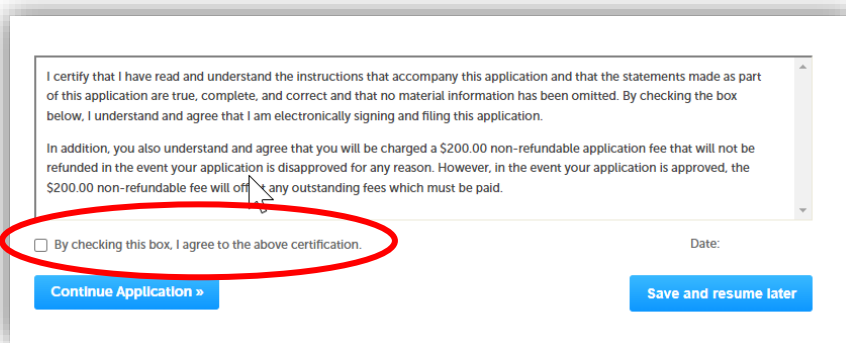 I certify that I have read and understand the instructions that accompany this application and that the statements made as part
of this application are true, complete, and correct and that no material information has been omitted. By checking the box
below, I understand and agree that I am electronically signing and filing this application.
In addition, you also understand and agree that you will be charged a $200.00 non-refundable application fee that will not be
refunded in the event your application is disapproved for any reason. However, in the event your application is approved, the
$200.00 non-refundable fee will any outstanding fees which must be paid.
By checking this box, I agree to the above certification.
Date:
Continue Application »
Save and resume later